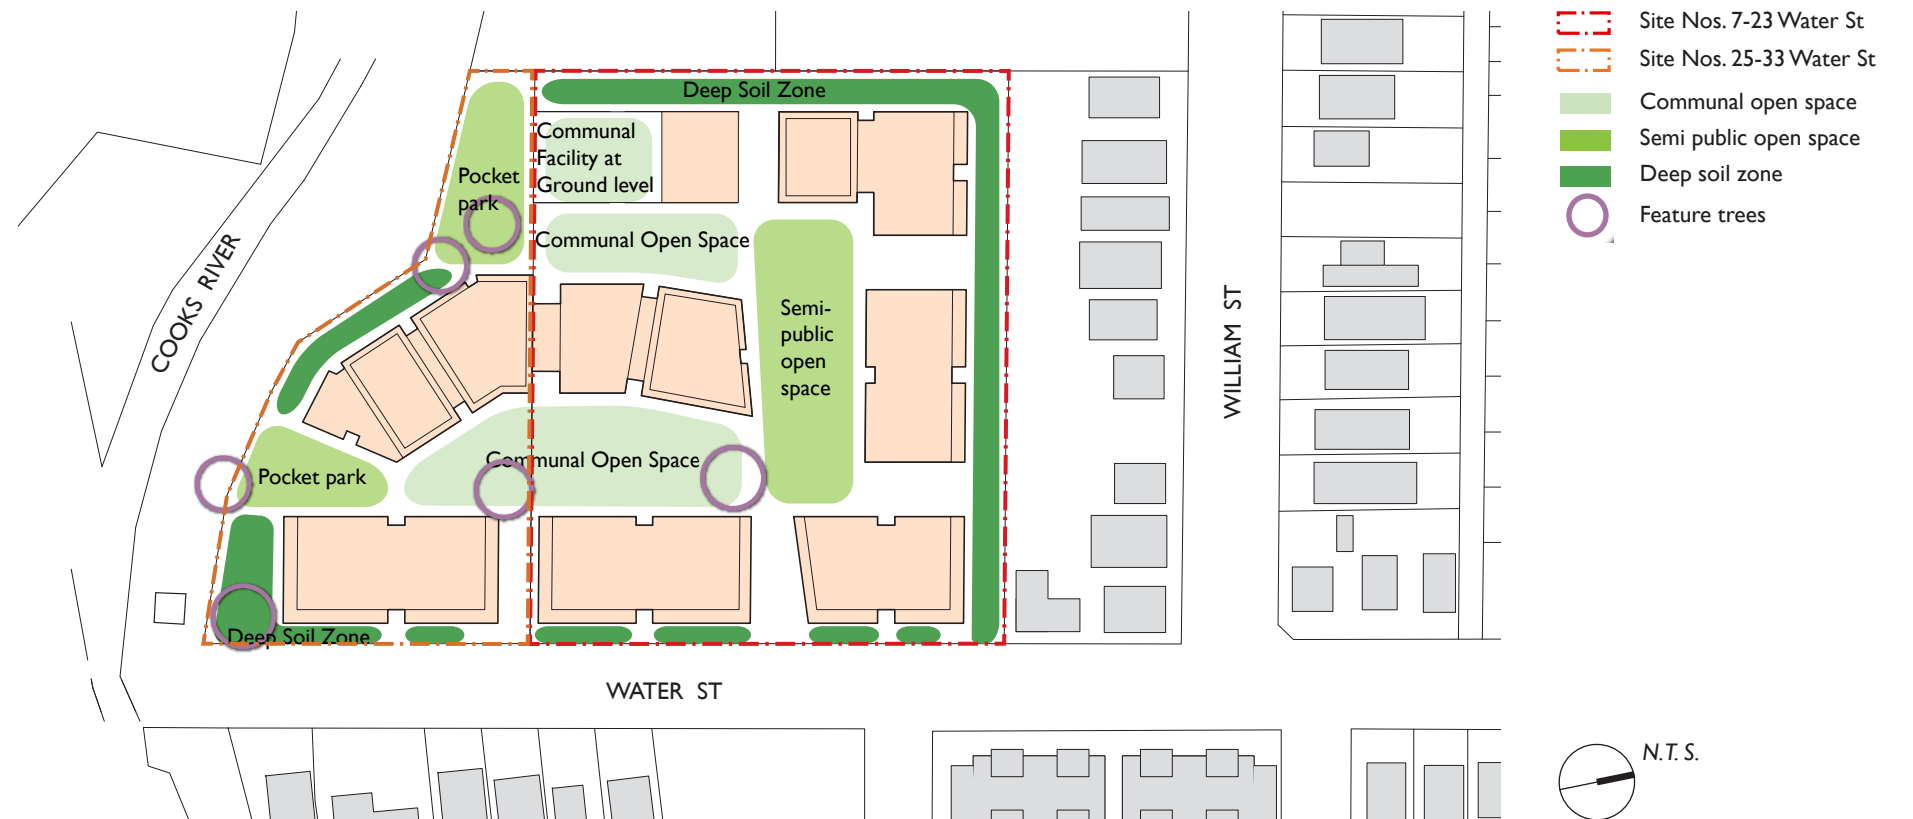 Site Nos. 7-23 Water St
Site Nos. 25-33 Water St
Communal open space
Semi public open space
Deep soil zone
Feature trees
Deep Soil Zone
Communal
Facility at
Ground level
Pocket
park
Communal Open Space
Semi-
public
open
space
COOKS RIVER
WILLIAM ST
Communal Open Space
Pocket park
Deep Soil Zone
WATER ST
N.T.S.